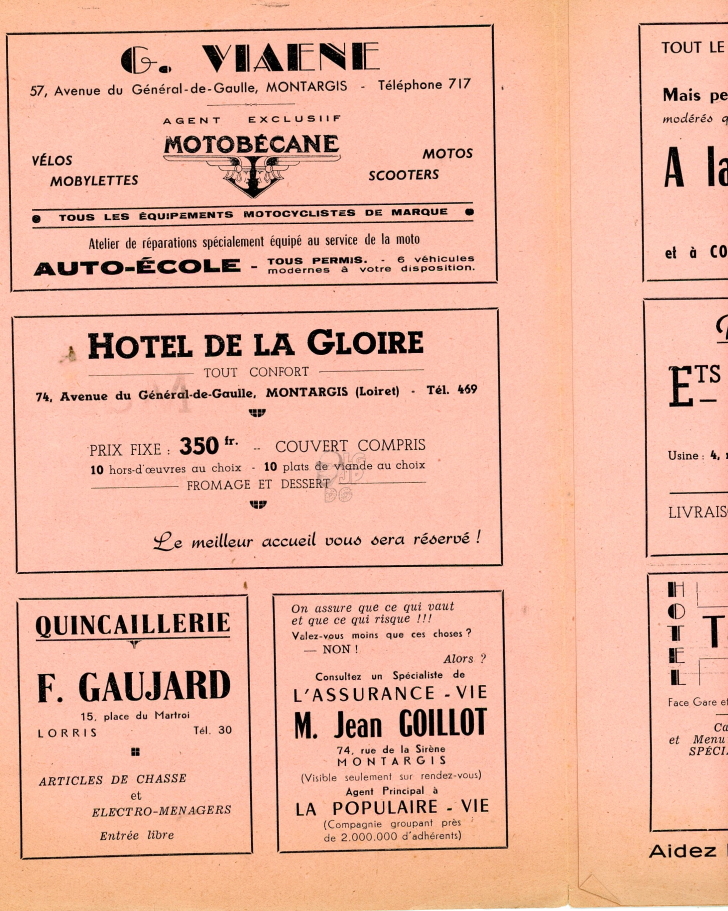 G. VIAENE
57, Avenue du Général-de-Gaulle, MONTARGIS - Téléphone 717
AGENT EXCLUSIIF
MOTOBÉCANE
VÉLOS
MOTOS
MOBYLETTES
SCOOTERS
TOUS LES ÉQUIPEMENTS MOTOCYCLISTES DE MARQUE
Atelier de réparations spécialement équipé au service de la moto
AUTO-ÉCOLE - TOUS PERMIS. - 6 véhicules
modernes à votre disposition.
HOTEL DE LA GLOIRE
TOUT CONFORT
74, Avenue du Général-de-Gaulle, MONTARGIS (Loiret) - Tél. 469
PRIX FIXE : 350 fr. -- COUVERT COMPRIS
10 hors-d'œuvres au choix - 10 plats de viande au choix
FROMAGE ET DESSERT
Le meilleur accueil vous sera réservé !
QUINCAILLERIE
F. GAUJARD
15, place du Martroi
LORRIS Tél. 30
ARTICLES DE CHASSE
et
ELECTRO-MENAGERS
Entrée libre
On assure que ce qui vaut
et que ce qui risque !!!
Valez-vous moins que ces choses ?
— NON !
Alors ?
Consultez un Spécialiste de
L'ASSURANCE - VIE
M. Jean GOILLOT
74, rue de la Sirène
MONTARGIS
(Visible seulement sur rendez-vous)
Agent Principal à
LA POPULAIRE - VIE
(Compagnie groupant près
de 2.000.000 d'adhérents)
TOUT LE
Mais pe
modérés q
A la
et à CO
ETS
Usine : 4,
LIVRAIS
HOTEL
T
Face Gare et
Ca
et Menu
SPÉCIA
Aidez